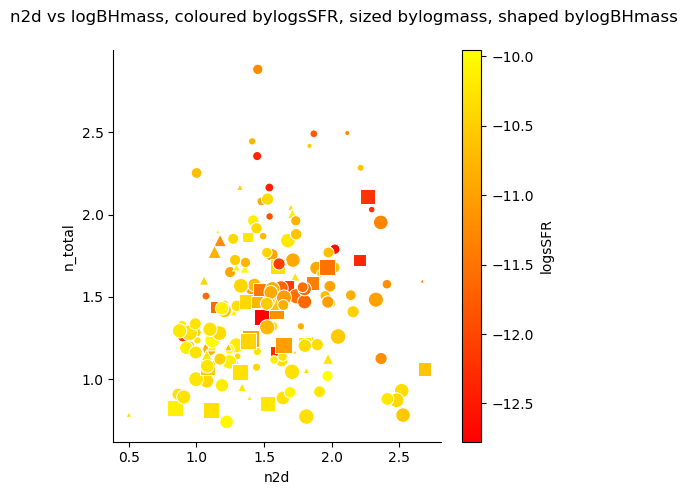 n2d vs logBHmass, coloured bylogsSFR, sized bylogmass, shaped bylogBHmass
n_total
2.5
2.0
1.5
1.0
0.5 1.0 1.5 2.0 2.5
n2d
−10.0
−10.5
−11.0
−11.5
−12.0
−12.5
logsSFR